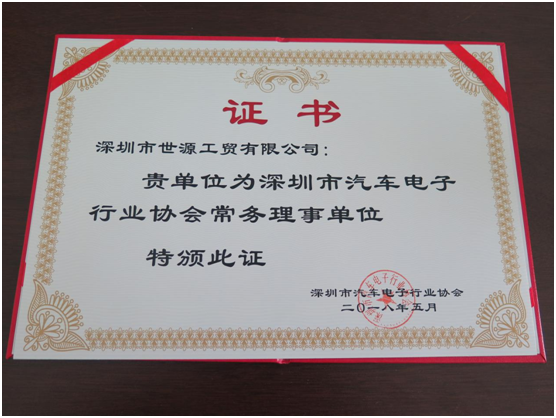 证书
深圳市世源工贸有限公司：
贵单位为深圳市汽车电子
行业协会常务理事单位
特颁此证
深圳市汽车电子行业协会
二〇一八年五月